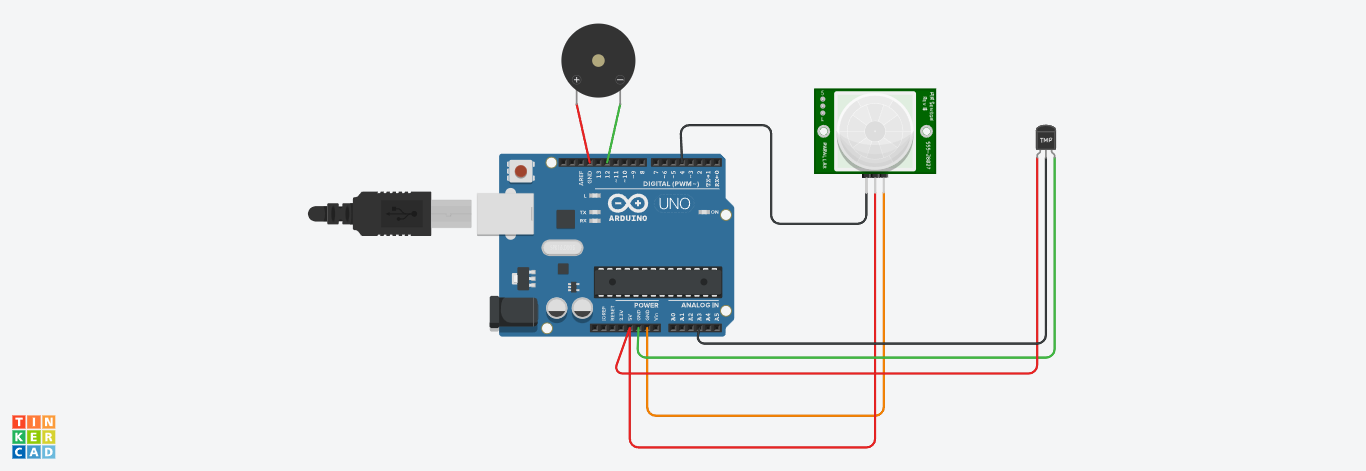 + −
TMP
PIR Sensor
Rev B
555-28027
PARALLAX
AREF
GND
13
12
~11
~10
~9
8
7
~6
~5
4
~3
2
TX→1
RX←0
DIGITAL (PWM~)
L
TX
RX
ARDUINO
UNO
ON
POWER
ANALOG IN
IOREF
RESET
3.3V
5V
GND
GND
Vin
A0
A1
A2
A3
A4
A5
TIN
KER
CAD